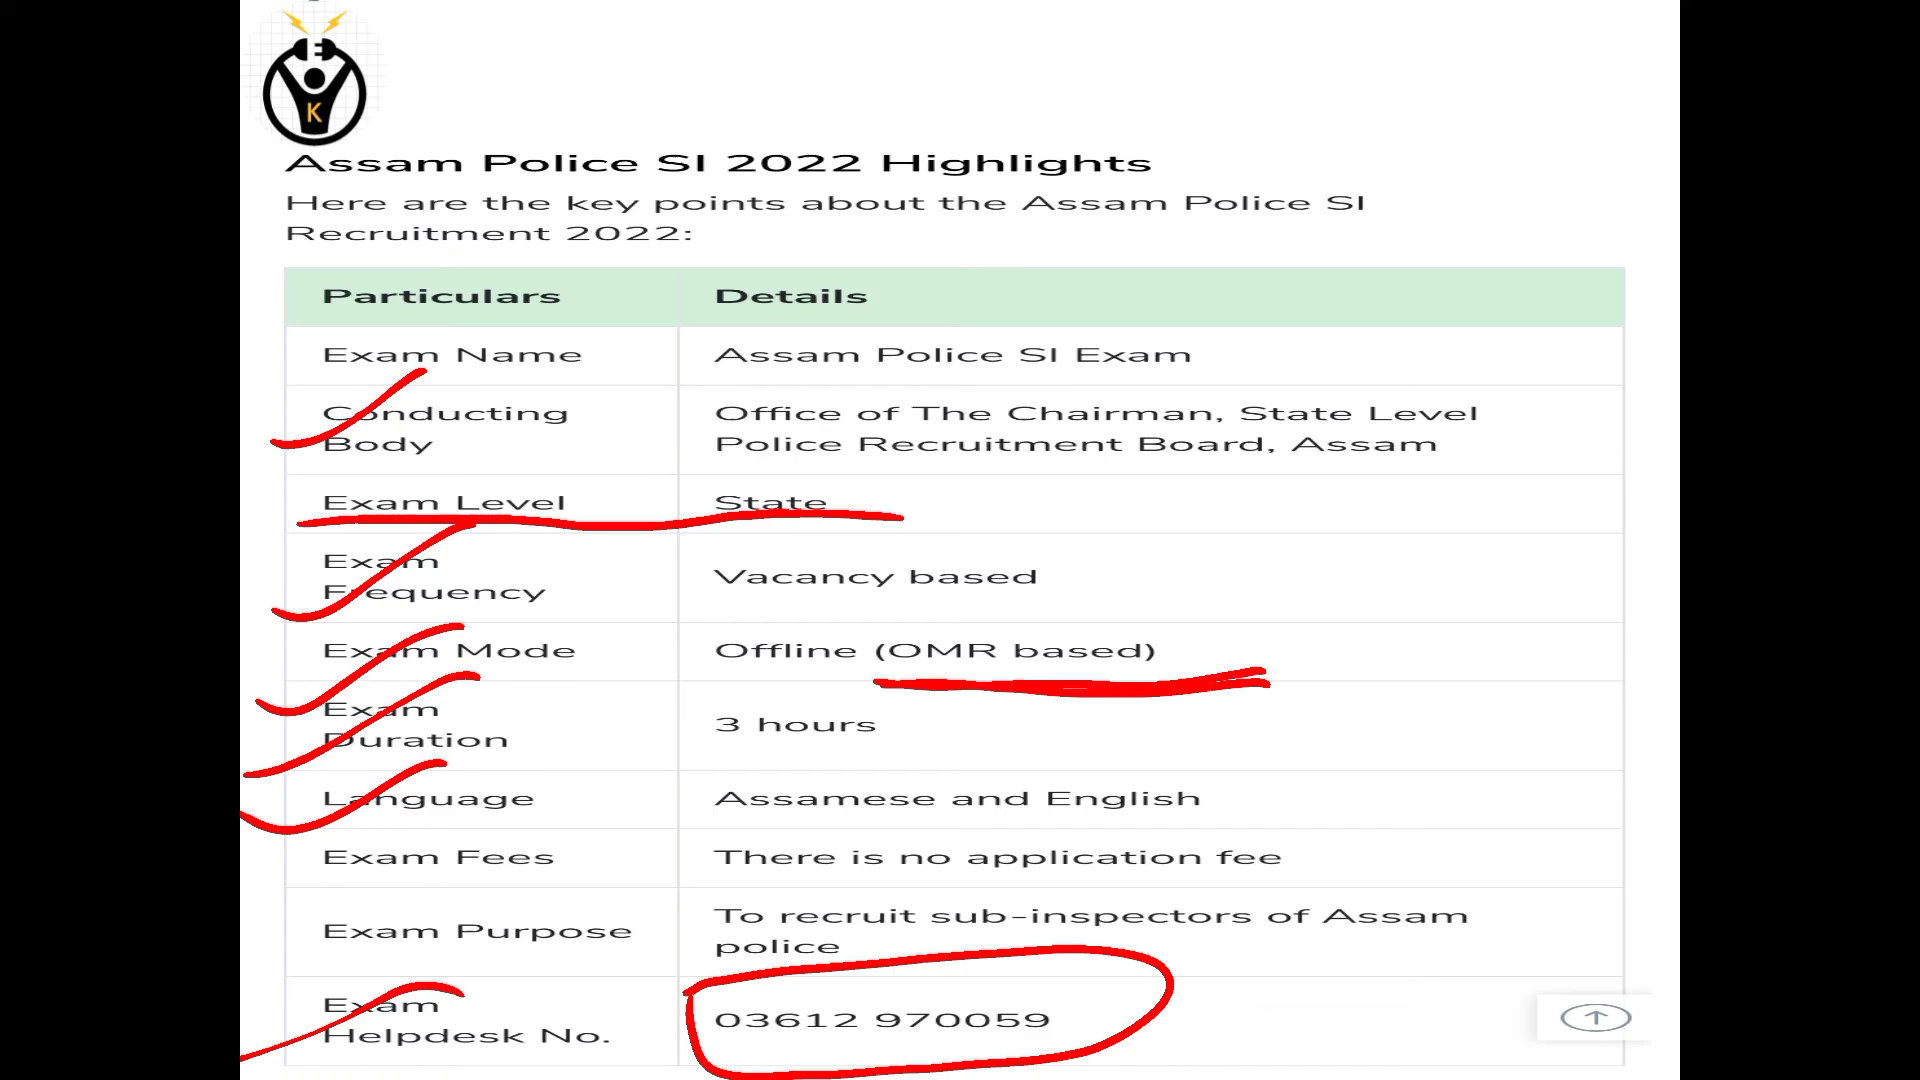 K
Assam Police SI 2022 Highlights
Here are the key points about the Assam Police SI
Recruitment 2022:
Particulars Details
Exam Name Assam Police SI Exam
Conducting
Body
Office of The Chairman, State Level
Police Recruitment Board, Assam
Exam Level State
Exam
Frequency
Vacancy based
Exam Mode Offline (OMR based)
Exam
Duration
3 hours
Language Assamese and English
Exam Fees There is no application fee
Exam Purpose
To recruit sub-inspectors of Assam
police
Exam
Helpdesk No.
03612 970059